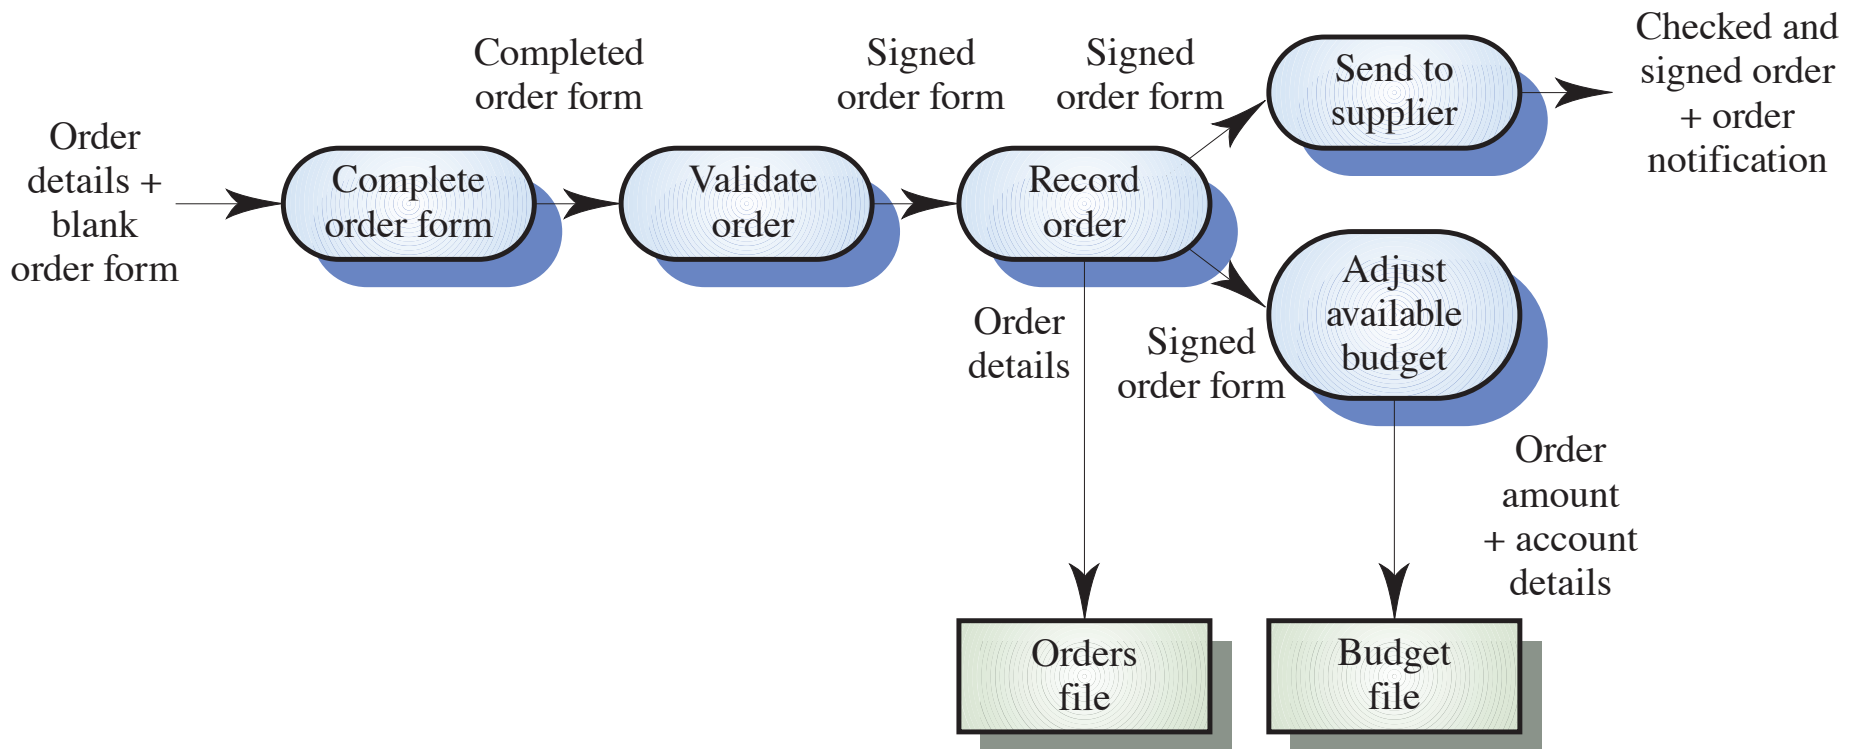 Order
details +
blank
order form
Complete
order form
Completed
order form
Validate
order
Signed
order form
Record
order
Signed
order form
Send to
supplier
Checked and
signed order
+ order
notification
Order
details
Signed
order form
Adjust
available
budget
Order
amount
+ account
details
Orders
file
Budget
file